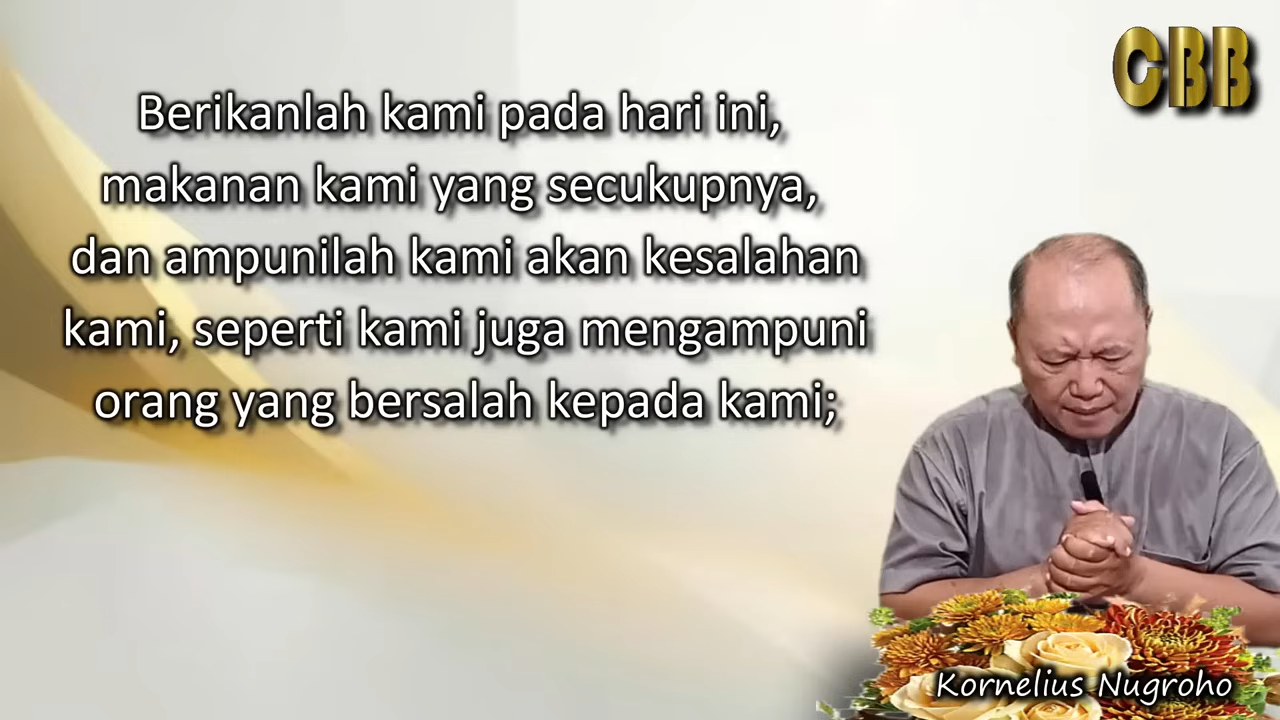 CBB
Berikanlah kami pada hari ini,
makanan kami yang secukupnya,
dan ampunilah kami akan kesalahan
kami, seperti kami juga mengampuni
orang yang bersalah kepada kami;
Kornelius Nugroho